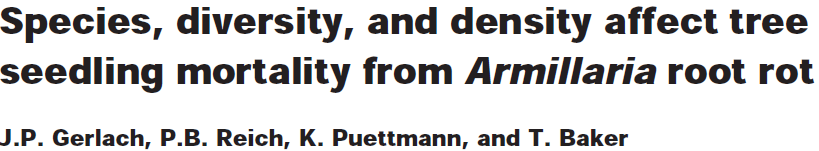 Species, diversity, and density affect tree
seedling mortality from Armillaria root rot
J.P. Gerlach, P.B. Reich, K. Puettmann, and T. Baker